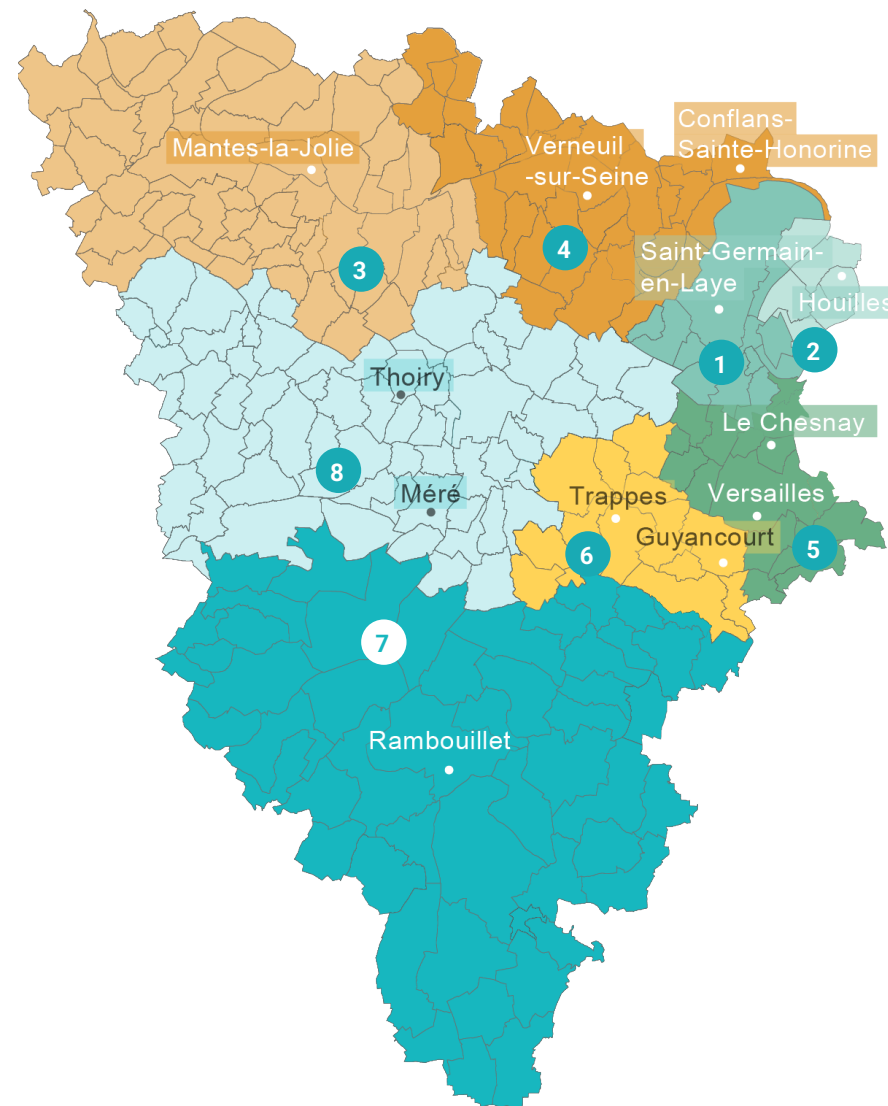 Conflans-
Sainte-Honorine
Mantes-la-Jolie
Verneuil
-sur-Seine
4
3
Saint-Germain-
en-Laye
Houilles
1
2
Thoiry
Le Chesnay
8
Méré
Trappes
Versailles
Guyancourt
6
5
7
Rambouillet